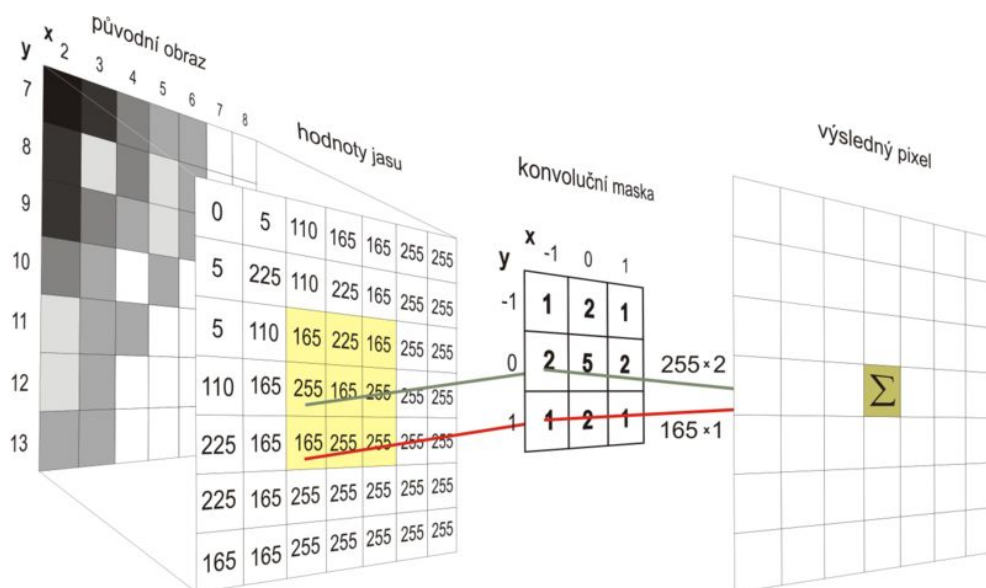 původní obraz
x
y
2 3 4 5 6 7 8
7
8
9
10
11
12
13
hodnoty jasu
0 5 110 165 165 255 255
5 225 110 225 165 255 255
5 110 165 225 165 255 255
110 165 255 165 255 255 255
225 165 165 255 255 255 255
225 165 255 255 255 255 255
165 165 255 255 255 255 255
konvoluční maska
x
y
-1 0 1
-1 1 2 1
0 2 5 2
1 1 2 1
255×2
165×1
výsledný pixel
Σ